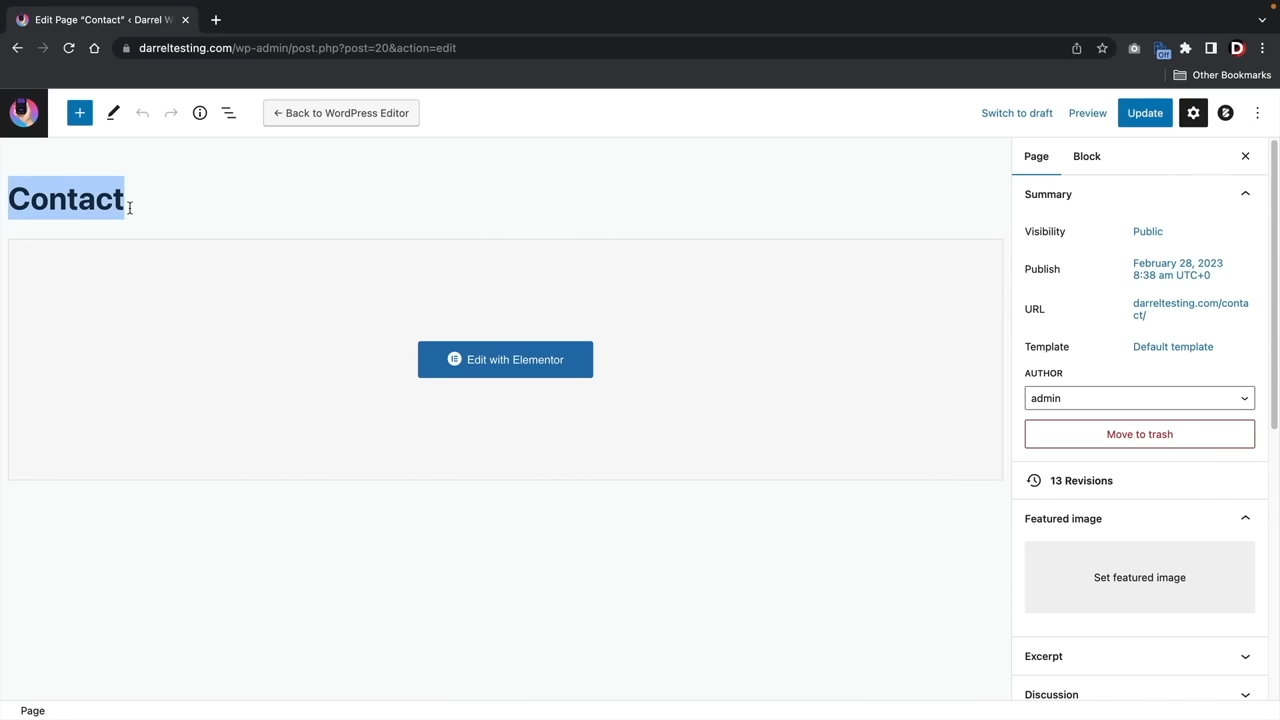 Edit Page "Contact" ‹ Darrel W
darreltesting.com/wp-admin/post.php?post=20&action=edit
Off
D
Other Bookmarks
← Back to WordPress Editor
Switch to draft
Preview
Update
Page
Block
Contact
Summary
Visibility
Public
Publish
February 28, 2023
8:38 am UTC+0
URL
darreltesting.com/conta
ct/
Template
Default template
Edit with Elementor
AUTHOR
admin
Move to trash
13 Revisions
Featured image
Set featured image
Excerpt
Discussion
Page